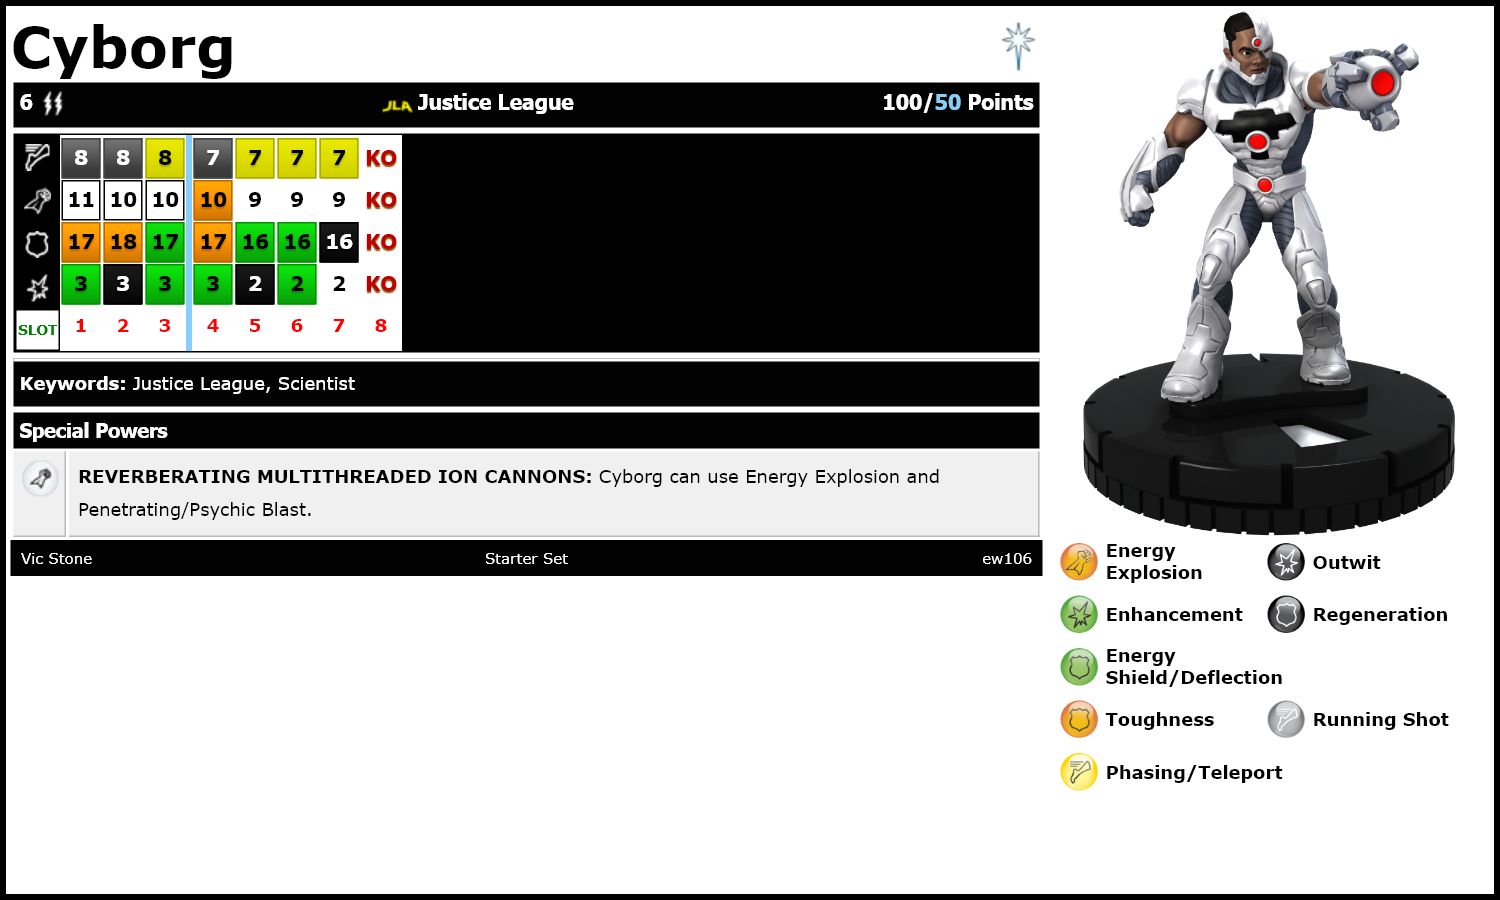 Cyborg
6 JLA Justice League 100/50 Points
8 8 8 7 7 7 7 KO
11 10 10 10 9 9 9 KO
17 18 17 17 16 16 16 KO
3 3 3 3 2 2 2 KO
SLOT 1 2 3 4 5 6 7 8
Keywords: Justice League, Scientist
Special Powers
REVERBERATING MULTITHREADED ION CANNONS: Cyborg can use Energy Explosion and
Penetrating/Psychic Blast.
Vic Stone Starter Set ew106
Energy
Explosion
Outwit
Enhancement
Regeneration
Energy
Shield/Deflection
Toughness
Running Shot
Phasing/Teleport